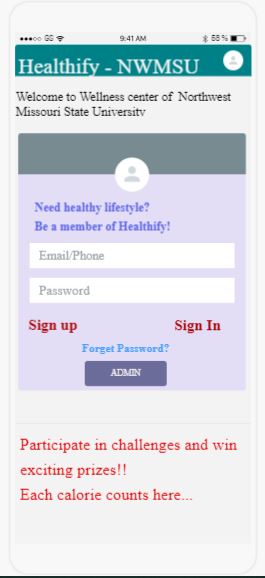 GG 9:41 AM 58%
Healthify - NWMSU
Welcome to Wellness center of Northwest
Missouri State University
Need healthy lifestyle?
Be a member of Healthify!
Email/Phone
Password
Sign up Sign In
Forget Password?
ADMIN
Participate in challenges and win
exciting prizes!!
Each calorie counts here...